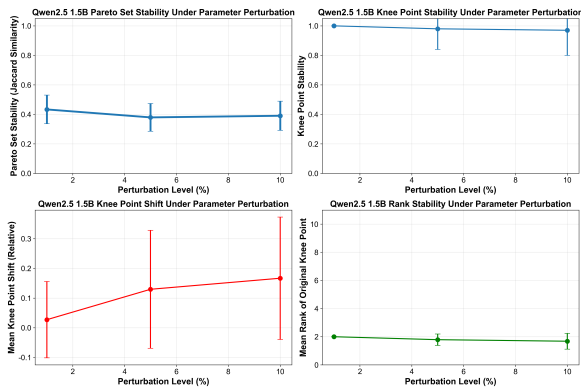 Qwen2.5 1.5B Pareto Set Stability Under Parameter Perturbation
Pareto Set Stability (Jaccard Similarity)
1.0
0.8
0.6
0.4
0.2
0.0
2 4 6 8 10
Perturbation Level (%)
Qwen2.5 1.5B Knee Point Stability Under Parameter Perturbation
Knee Point Stability
1.0
0.8
0.6
0.4
0.2
0.0
2 4 6 8 10
Perturbation Level (%)
Qwen2.5 1.5B Knee Point Shift Under Parameter Perturbation
Mean Knee Point Shift (Relative)
0.3
0.2
0.1
0.0
-0.1
2 4 6 8 10
Perturbation Level (%)
Qwen2.5 1.5B Rank Stability Under Parameter Perturbation
Mean Rank of Original Knee Point
10
8
6
4
2
0
2 4 6 8 10
Perturbation Level (%)